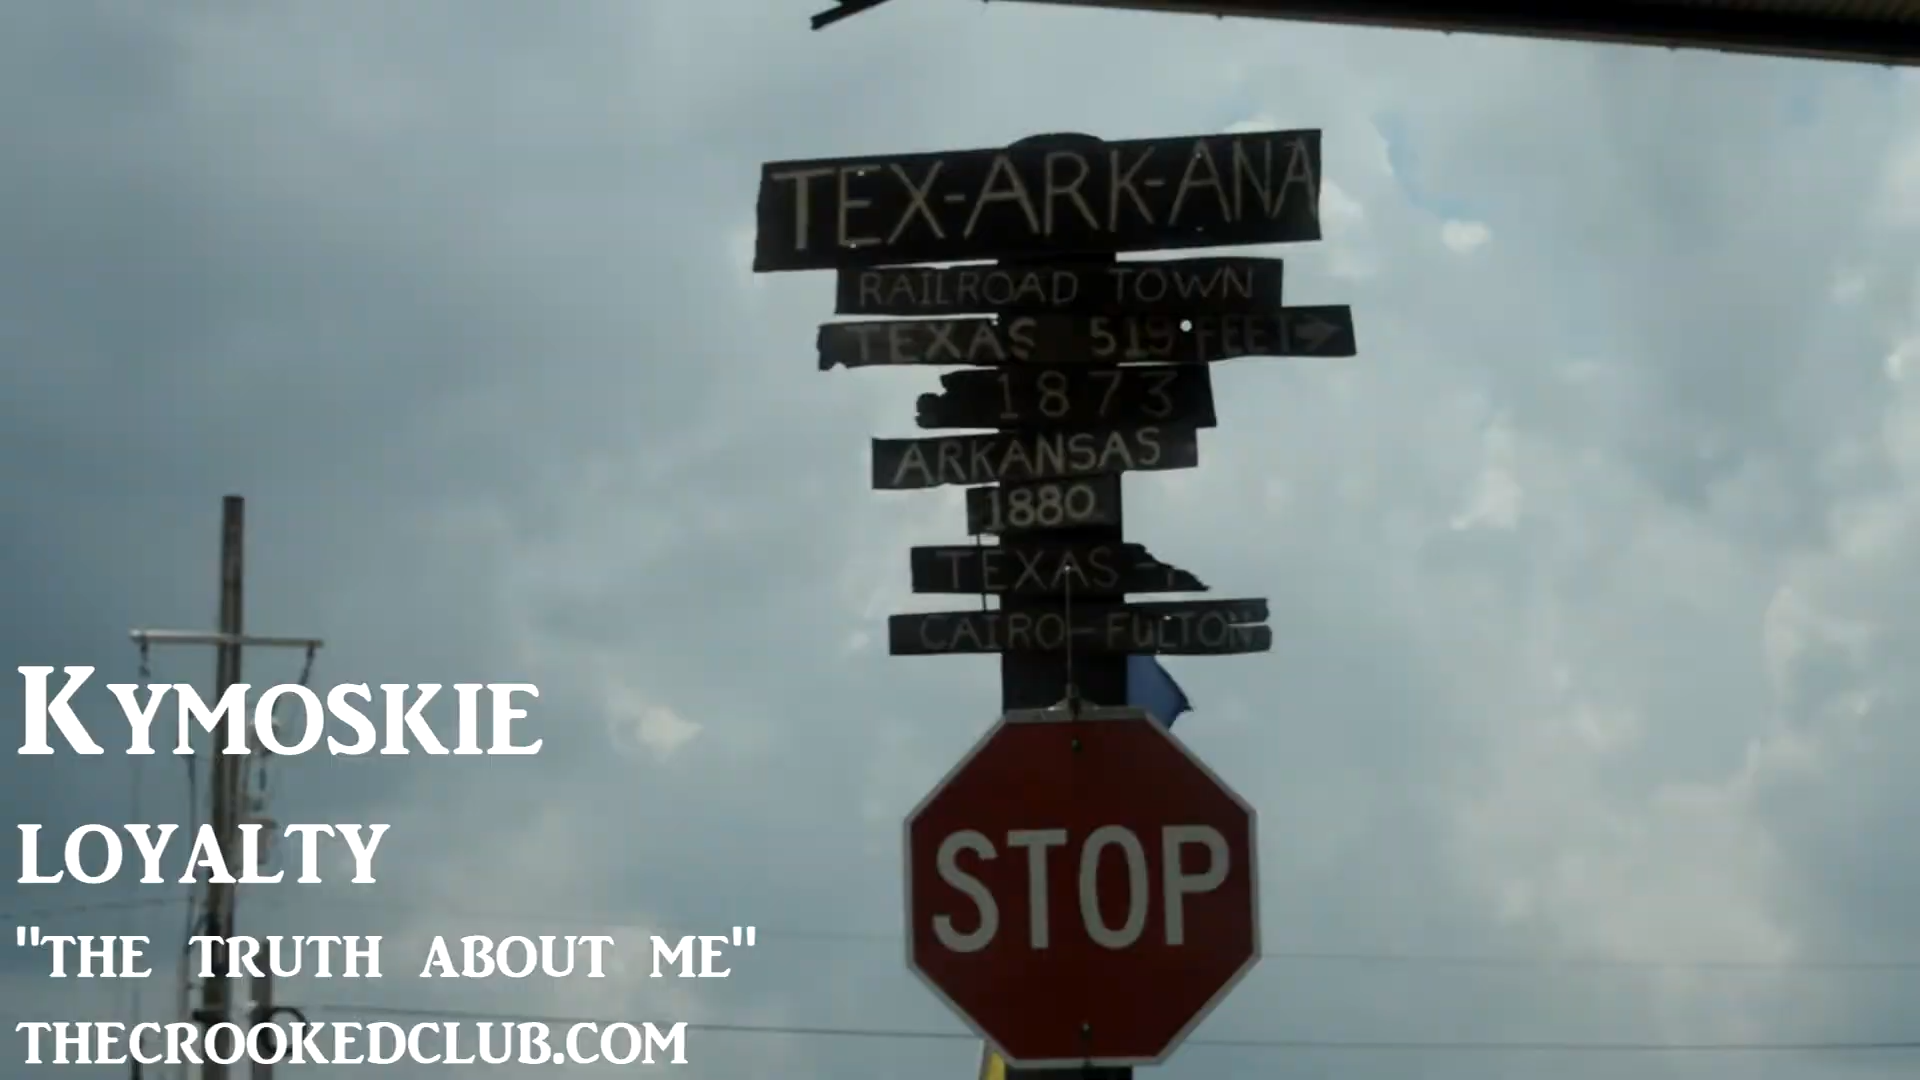 TEX-ARK-ANA
RAILROAD TOWN
TEXAS 519 FEET →
1873
ARKANSAS
1880
TEXAS -
CAIRO-FULTON
STOP
KYMOSKIE
LOYALTY
"THE TRUTH ABOUT ME"
THECROOKEDCLUB.COM